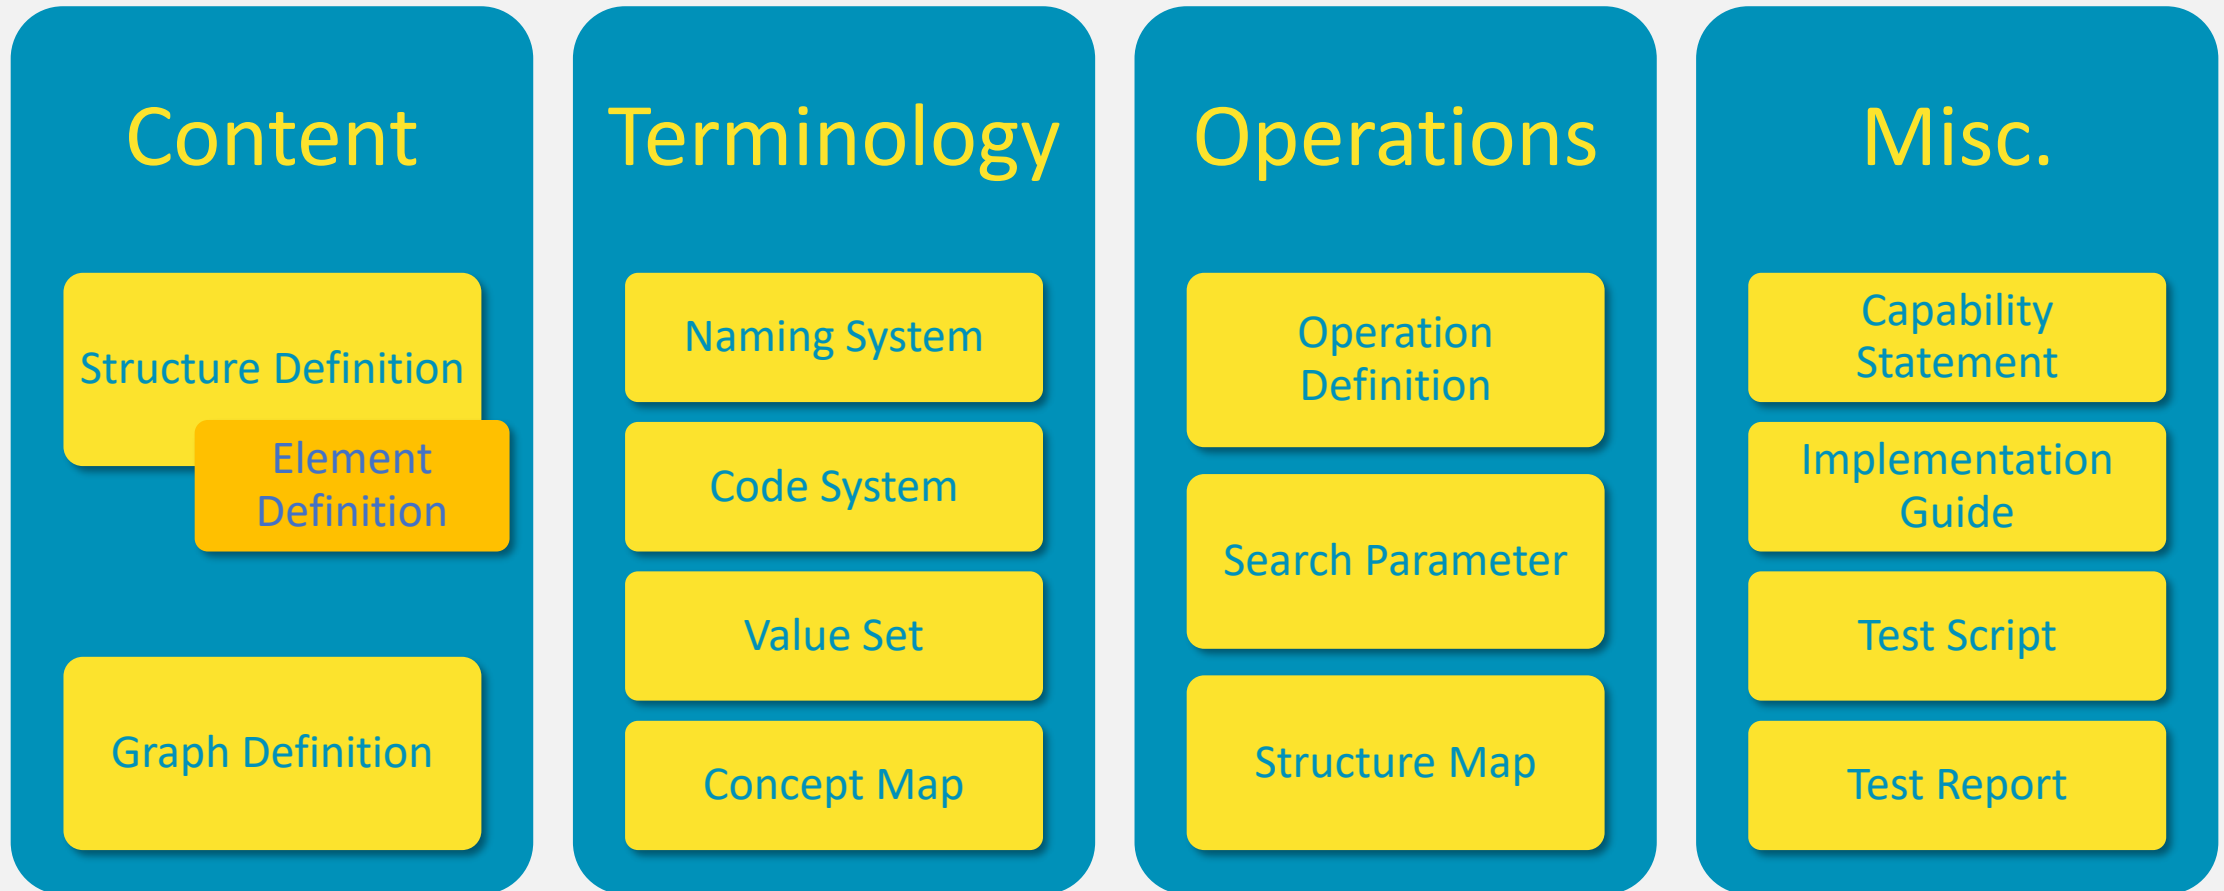 Content
Structure Definition
Element
Definition
Graph Definition
Terminology
Naming System
Code System
Value Set
Concept Map
Operations
Operation
Definition
Search Parameter
Structure Map
Misc.
Capability
Statement
Implementation
Guide
Test Script
Test Report